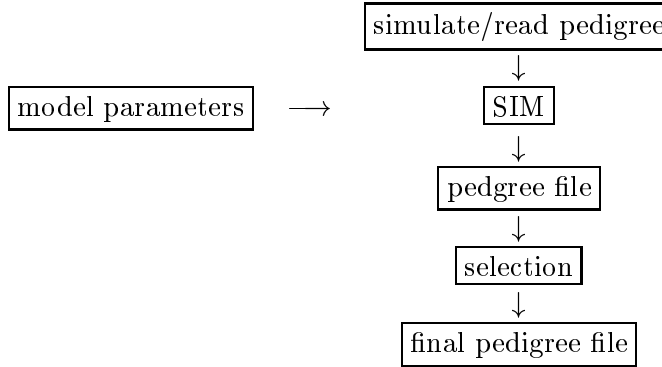 simulate/read pedigree
model parameters
SIM
pedgree file
selection
final pedigree file